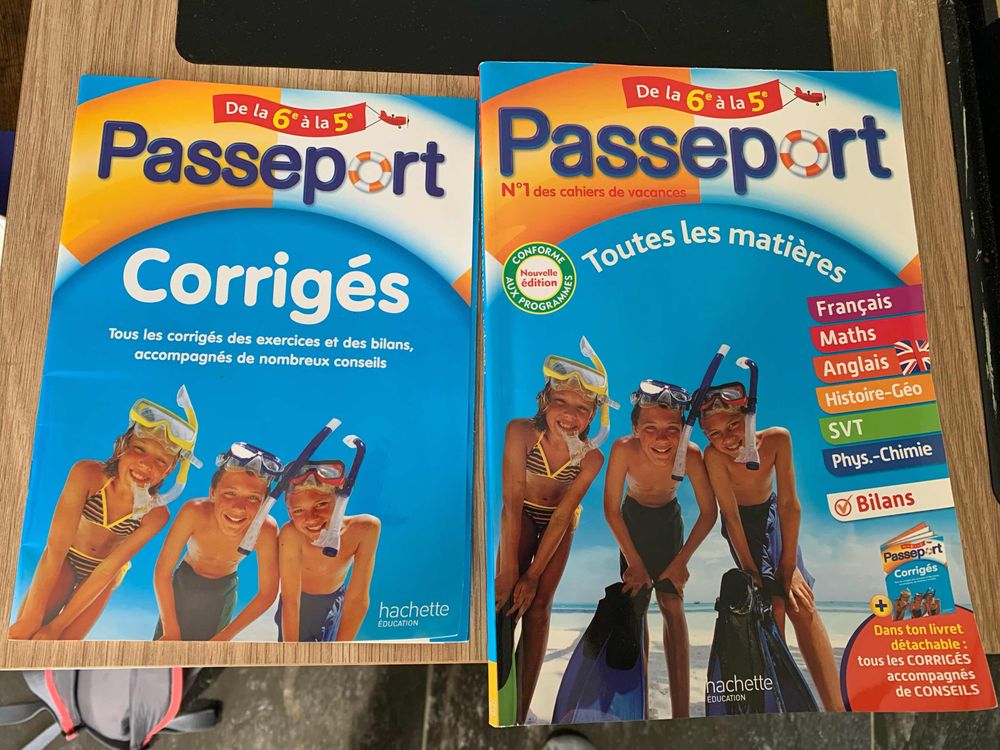 De la 6e à la 5e
Passeport
Corrigés
Tous les corrigés des exercices et des bilans,
accompagnés de nombreux conseils
hachette
ÉDUCATION
De la 6e à la 5e
Passeport
N°1 des cahiers de vacances
Toutes les matières
CONFORME
Nouvelle
édition
AUX PROGRAMMES
Français
Maths
Anglais
Histoire-Géo
SVT
Phys.-Chimie
Bilans
Passeport
Corrigés
+
Dans ton livret
détachable :
tous les CORRIGÉS
accompagnés
de CONSEILS
hachette
ÉDUCATION